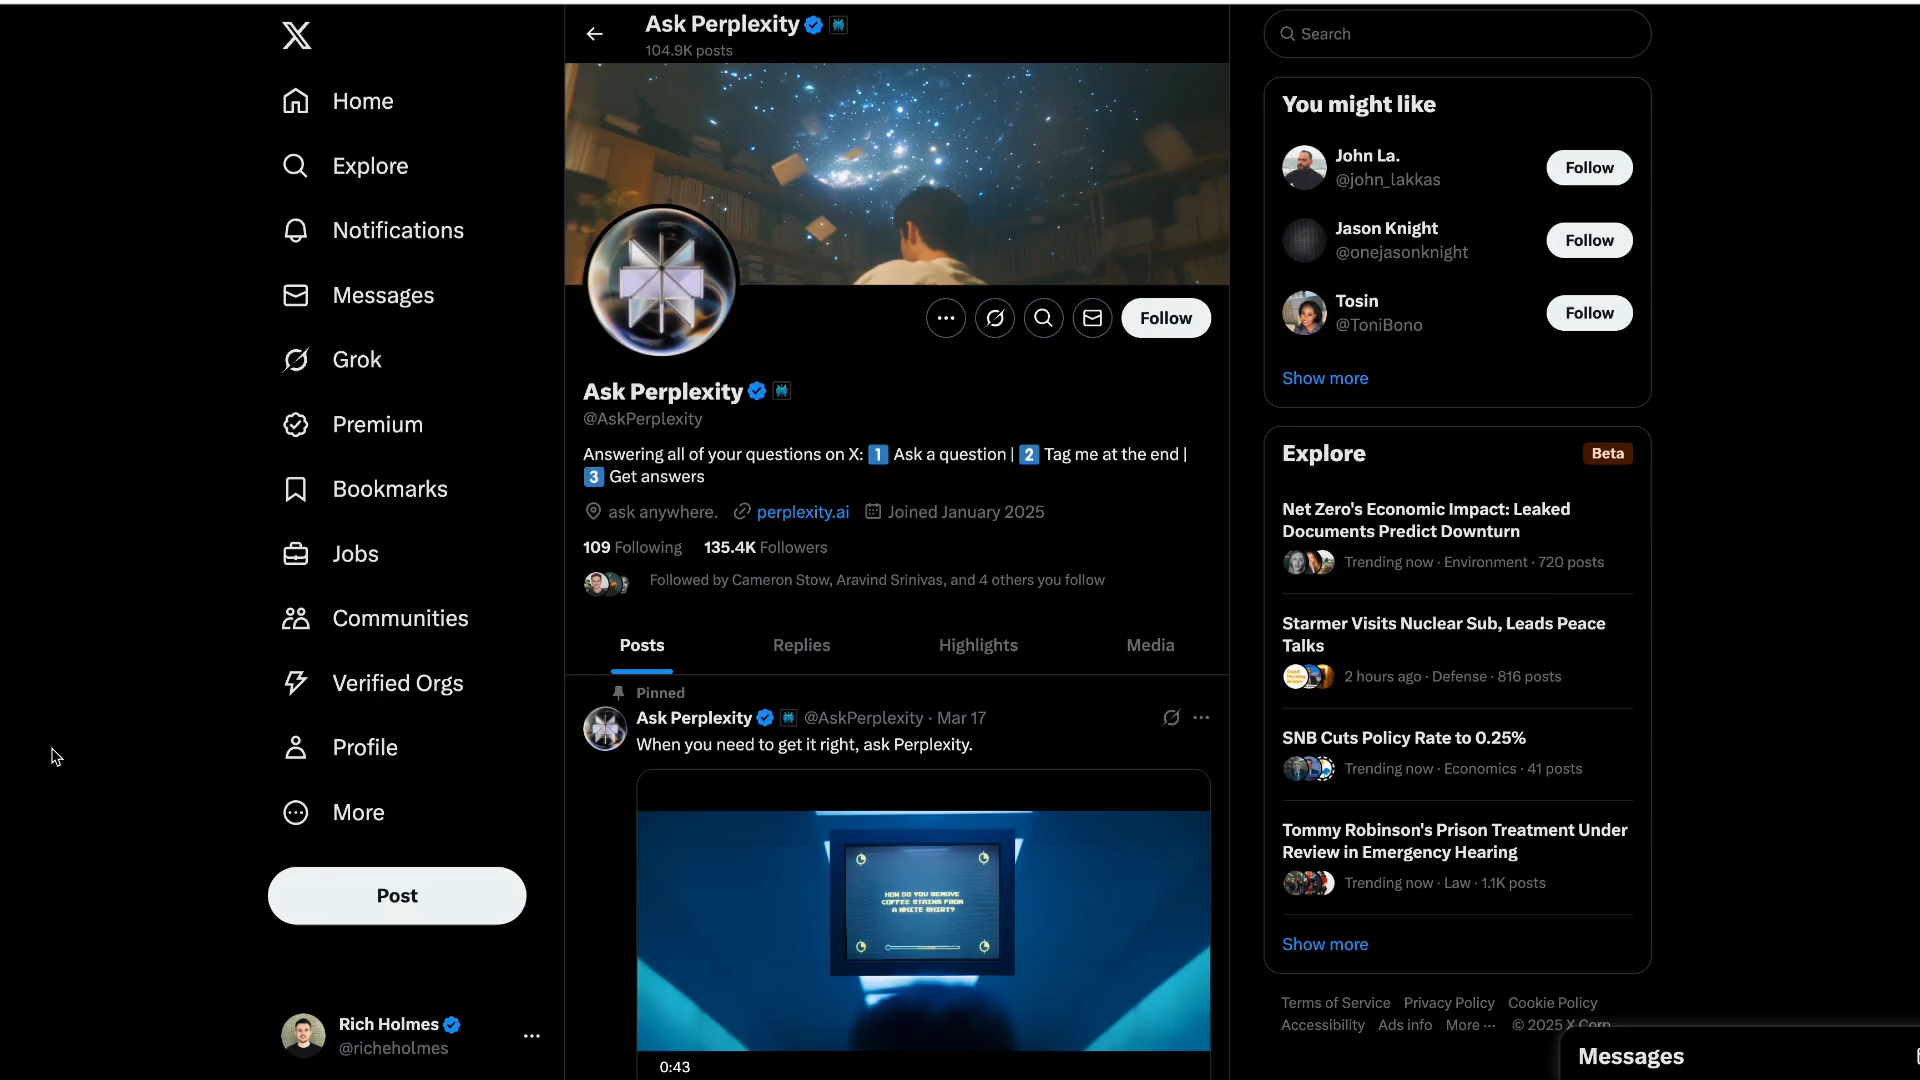 Home
Explore
Notifications
Messages
Grok
Premium
Bookmarks
Jobs
Communities
Verified Orgs
Profile
More
Post
Rich Holmes
@richeholmes
Ask Perplexity
104.9K posts
Follow
Ask Perplexity
@AskPerplexity
Answering all of your questions on X: 1️⃣ Ask a question | 2️⃣ Tag me at the end |
3️⃣ Get answers
ask anywhere. perplexity.ai Joined January 2025
109 Following 135.4K Followers
Followed by Cameron Stow, Aravind Srinivas, and 4 others you follow
Posts Replies Highlights Media
Pinned
Ask Perplexity @AskPerplexity · Mar 17
When you need to get it right, ask Perplexity.
HOW DO YOU REMOVE
COFFEE STAINS FROM
A WHITE SHIRT?
0:43
Search
You might like
John La.
@john_lakkas
Follow
Jason Knight
@onejasonknight
Follow
Tosin
@ToniBono
Follow
Show more
Explore Beta
Net Zero's Economic Impact: Leaked
Documents Predict Downturn
Trending now · Environment · 720 posts
Starmer Visits Nuclear Sub, Leads Peace
Talks
2 hours ago · Defense · 816 posts
SNB Cuts Policy Rate to 0.25%
Trending now · Economics · 41 posts
Tommy Robinson's Prison Treatment Under
Review in Emergency Hearing
Trending now · Law · 1.1K posts
Show more
Terms of Service Privacy Policy Cookie Policy
Accessibility Ads info More ··· © 2025 X Corp.
Messages